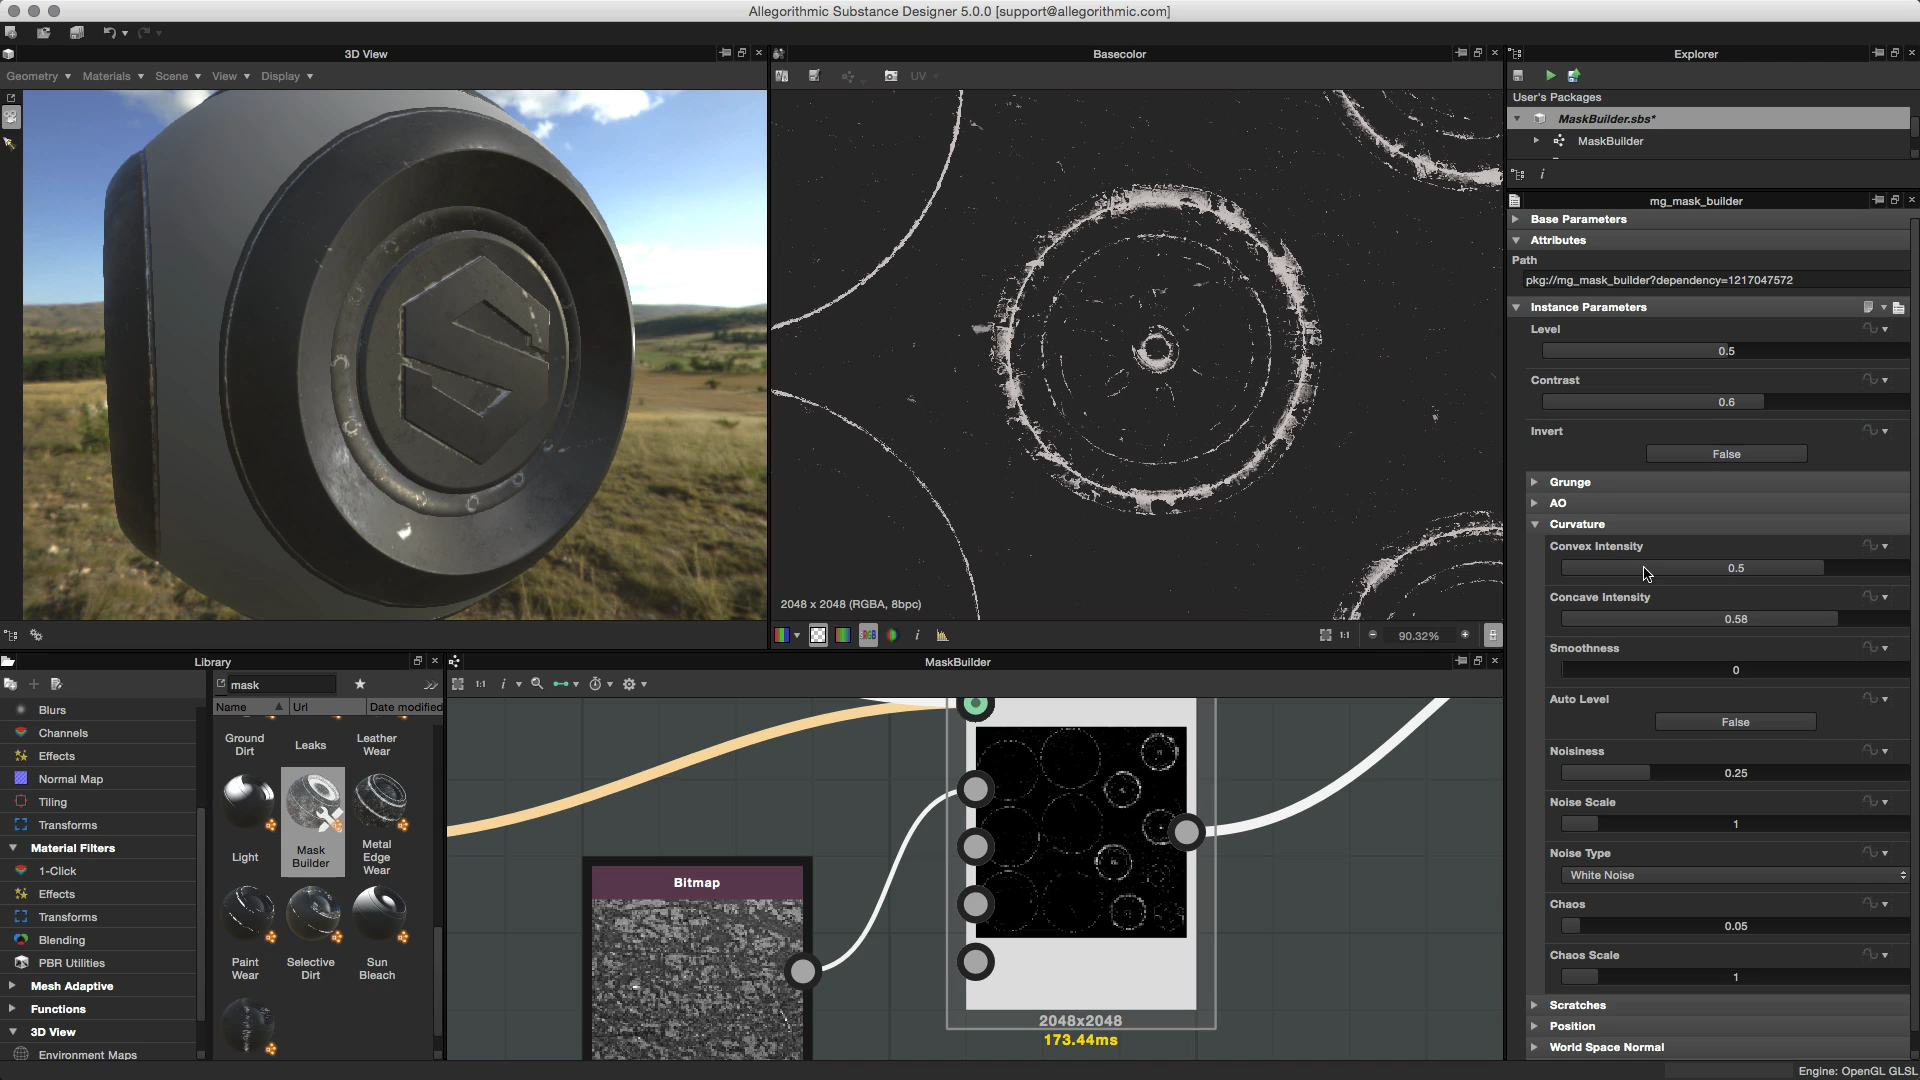 Allegorithmic Substance Designer 5.0.0 [support@allegorithmic.com]
3D View
Geometry
Materials
Scene
View
Display
Basecolor
UV
2048 x 2048 (RGBA, 8bpc)
RGB
i
1:1
90.32%
Explorer
User's Packages
MaskBuilder.sbs*
MaskBuilder
i
mg_mask_builder
Base Parameters
Attributes
Path
pkg://mg_mask_builder?dependency=1217047572
Instance Parameters
Level
0.5
Contrast
0.6
Invert
False
Grunge
AO
Curvature
Convex Intensity
0.5
Concave Intensity
0.58
Smoothness
0
Auto Level
False
Noisiness
0.25
Noise Scale
1
Noise Type
White Noise
Chaos
0.05
Chaos Scale
1
Scratches
Position
World Space Normal
Library
mask
Name
Url
Date modified
Blurs
Channels
Effects
Normal Map
Tiling
Transforms
Material Filters
1-Click
Effects
Transforms
Blending
PBR Utilities
Mesh Adaptive
Functions
3D View
Environment Maps
Ground
Dirt
Leaks
Leather
Wear
Light
Mask
Builder
Metal
Edge
Wear
Paint
Wear
Selective
Dirt
Sun
Bleach
MaskBuilder
1:1
i
Bitmap
2048x2048
173.44ms
Engine: OpenGL GLSL